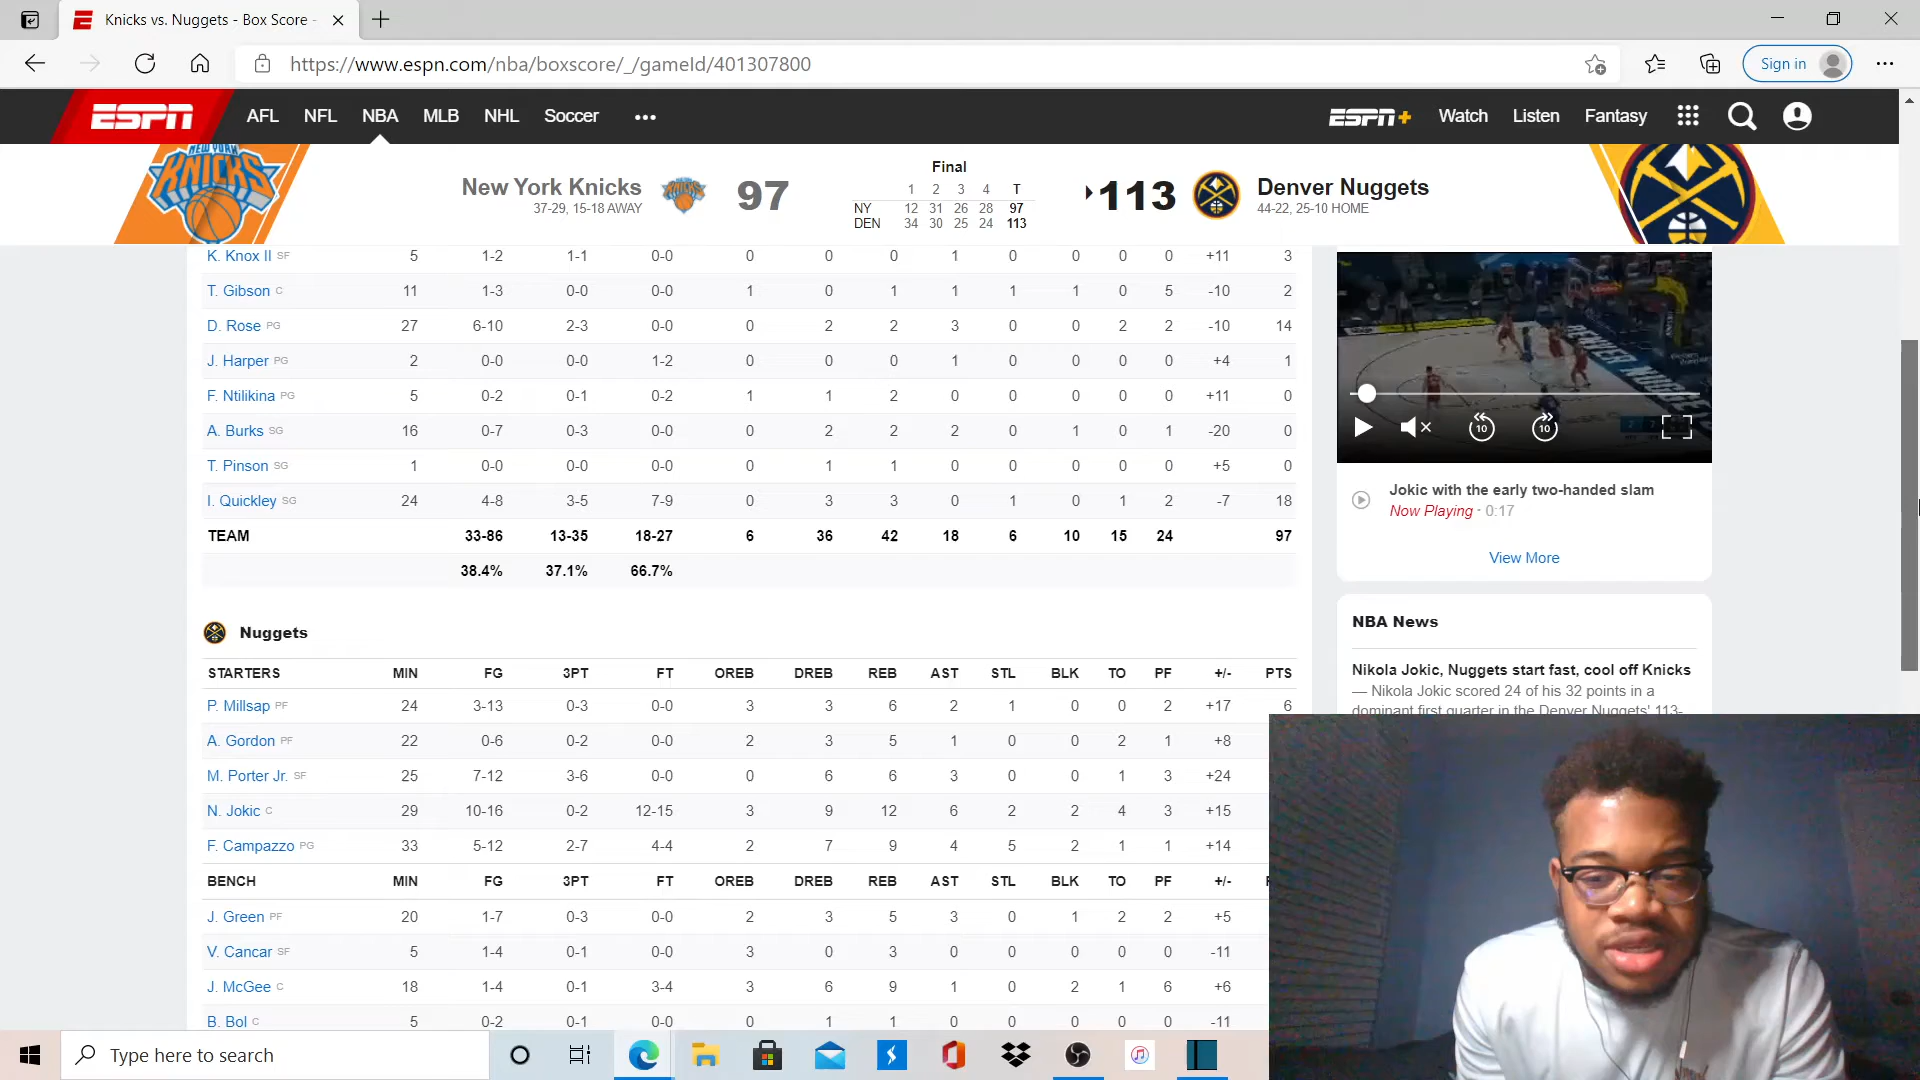 Knicks vs. Nuggets - Box Score -
https://www.espn.com/nba/boxscore/_/gameId/401307800
Sign in
ESPN AFL NFL NBA MLB NHL Soccer ESPN+ Watch Listen Fantasy
NEW YORK KNICKS
New York Knicks 97
37-29, 15-18 AWAY
Final
1 2 3 4 T
NY 12 31 26 28 97
DEN 34 30 25 24 113
113 Denver Nuggets
44-22, 25-10 HOME
K. Knox II SF 5 1-2 1-1 0-0 0 0 0 1 0 0 0 0 +11 3
T. Gibson C 11 1-3 0-0 0-0 1 0 1 1 1 1 0 5 -10 2
D. Rose PG 27 6-10 2-3 0-0 0 2 2 3 0 0 2 2 -10 14
J. Harper PG 2 0-0 0-0 1-2 0 0 0 1 0 0 0 0 +4 1
F. Ntilikina PG 5 0-2 0-1 0-2 1 1 2 0 0 0 0 0 +11 0
A. Burks SG 16 0-7 0-3 0-0 0 2 2 2 0 1 0 1 -20 0
T. Pinson SG 1 0-0 0-0 0-0 0 1 1 0 0 0 0 0 +5 0
I. Quickley SG 24 4-8 3-5 7-9 0 3 3 0 1 0 1 2 -7 18
TEAM 33-86 13-35 18-27 6 36 42 18 6 10 15 24 97
38.4% 37.1% 66.7%
Nuggets
STARTERS MIN FG 3PT FT OREB DREB REB AST STL BLK TO PF +/- PTS
P. Millsap PF 24 3-13 0-3 0-0 3 3 6 2 1 0 0 2 +17 6
A. Gordon PF 22 0-6 0-2 0-0 2 3 5 1 0 0 2 1 +8
M. Porter Jr. SF 25 7-12 3-6 0-0 0 6 6 3 0 0 1 3 +24
N. Jokic C 29 10-16 0-2 12-15 3 9 12 6 2 2 4 3 +15
F. Campazzo PG 33 5-12 2-7 4-4 2 7 9 4 5 2 1 1 +14
BENCH MIN FG 3PT FT OREB DREB REB AST STL BLK TO PF +/-
J. Green PF 20 1-7 0-3 0-0 2 3 5 3 0 1 2 2 +5
V. Cancar SF 5 1-4 0-1 0-0 3 0 3 0 0 0 0 0 -11
J. McGee C 18 1-4 0-1 3-4 3 6 9 1 0 2 1 6 +6
B. Bol C 5 0-2 0-1 0-0 0 1 1 0 0 0 0 0 -11
10 10
Jokic with the early two-handed slam
Now Playing - 0:17
View More
NBA News
Nikola Jokic, Nuggets start fast, cool off Knicks
— Nikola Jokic scored 24 of his 32 points in a
dominant first quarter in the Denver Nuggets' 113-
Type here to search